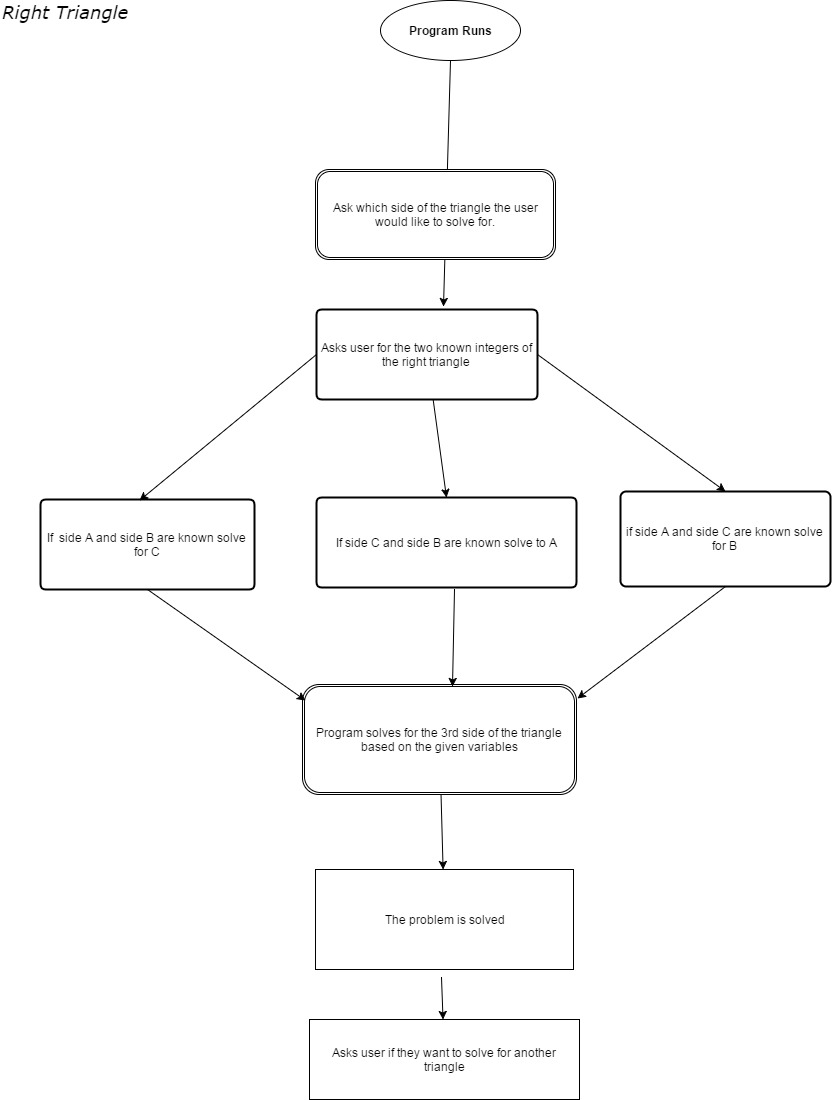 Right Triangle
Program Runs
Ask which side of the triangle the user
would like to solve for.
Asks user for the two known integers of
the right triangle
If  side A and side B are known solve
for C
If side C and side B are known solve to A
if side A and side C are known solve
for B
Program solves for the 3rd side of the triangle
based on the given variables
The problem is solved
Asks user if they want to solve for another
triangle